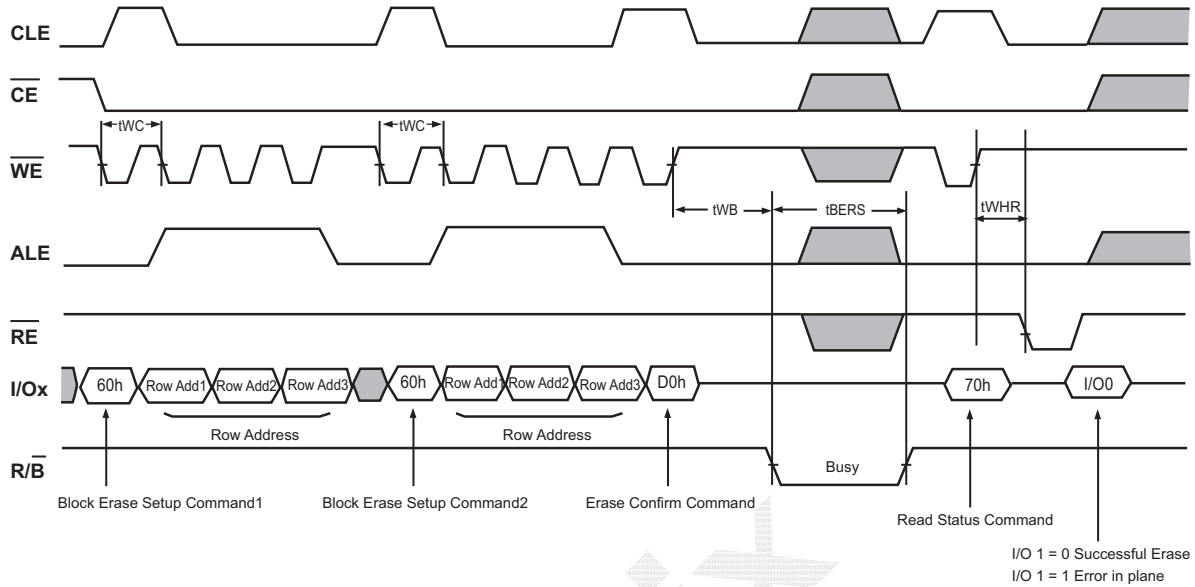 CLE
CE
tWC
tWC
WE
tWB
tBERS
tWHR
ALE
RE
I/Ox
60h
Row Add1
Row Add2
Row Add3
60h
Row Add1
Row Add2
Row Add3
D0h
70h
I/O0
Row Address
Row Address
R/B
Busy
Block Erase Setup Command1
Block Erase Setup Command2
Erase Confirm Command
Read Status Command
I/O 1 = 0 Successful Erase
I/O 1 = 1 Error in plane